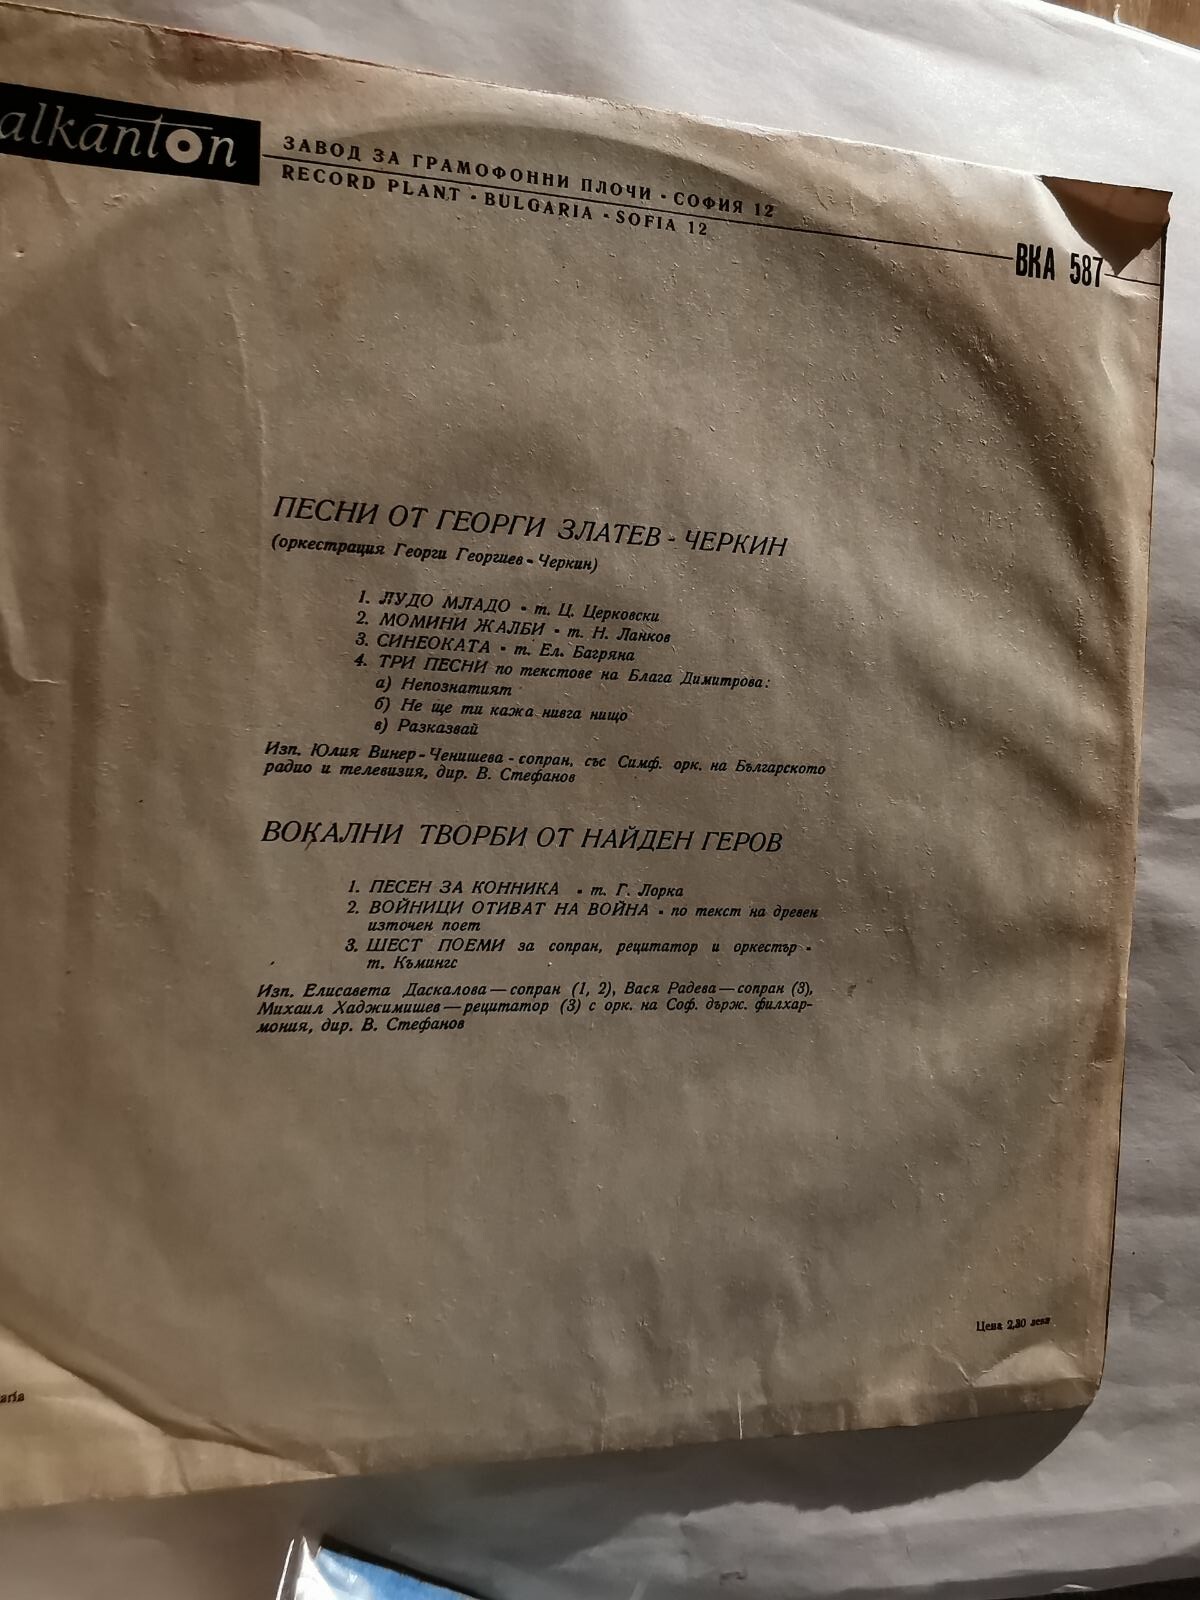 alkanton
ЗАВОД ЗА ГРАМОФОННИ ПЛОЧИ - СОФИЯ 12
RECORD PLANT - BULGARIA - SOFIA 12
ВКА 587
ПЕСНИ ОТ ГЕОРГИ ЗЛАТЕВ - ЧЕРКИН
(оркестрация Георги Георгиев - Черкин)
1. ЛУДО МЛАДО - т. Ц. Церковски
2. МОМИНИ ЖАЛБИ - т. Н. Ланков
3. СИНЕОКАТА - т. Ел. Багряна
4. ТРИ ПЕСНИ по текстове на Блага Димитрова:
а) Непознатият
б) Не ще ти кажа нивга нищо
в) Разказвай
Изп. Юлия Винер - Ченишева - сопран, със Симф. орк. на Българското
радио и телевизия, дир. В. Стефанов
ВОКАЛНИ ТВОРБИ ОТ НАЙДЕН ГЕРОВ
1. ПЕСЕН ЗА КОННИКА - т. Г. Лорка
2. ВОЙНИЦИ ОТИВАТ НА ВОЙНА - по текст на древен
източен поет
3. ШЕСТ ПОЕМИ за сопран, рецитатор и оркестър -
т. Къмингс
Изп. Елисавета Даскалова — сопран (1, 2), Вася Радева — сопран (3),
Михаил Хаджимишев — рецитатор (3) с орк. на Соф. държ. филхар-
мония, дир. В. Стефанов
Цена 2,30 лева
aria